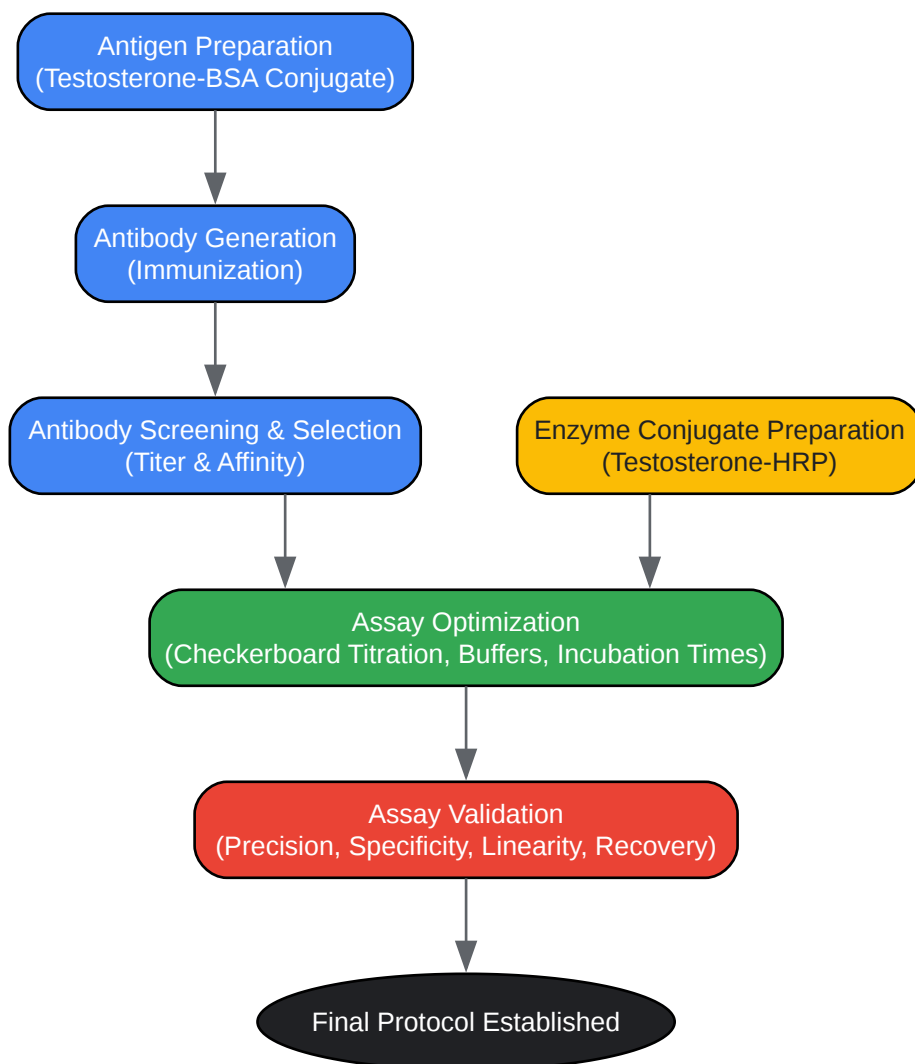 Antigen Preparation
(Testosterone-BSA Conjugate)
Antibody Generation
(Immunization)
Antibody Screening & Selection
(Titer & Affinity)
Enzyme Conjugate Preparation
(Testosterone-HRP)
Assay Optimization
(Checkerboard Titration, Buffers, Incubation Times)
Assay Validation
(Precision, Specificity, Linearity, Recovery)
Final Protocol Established